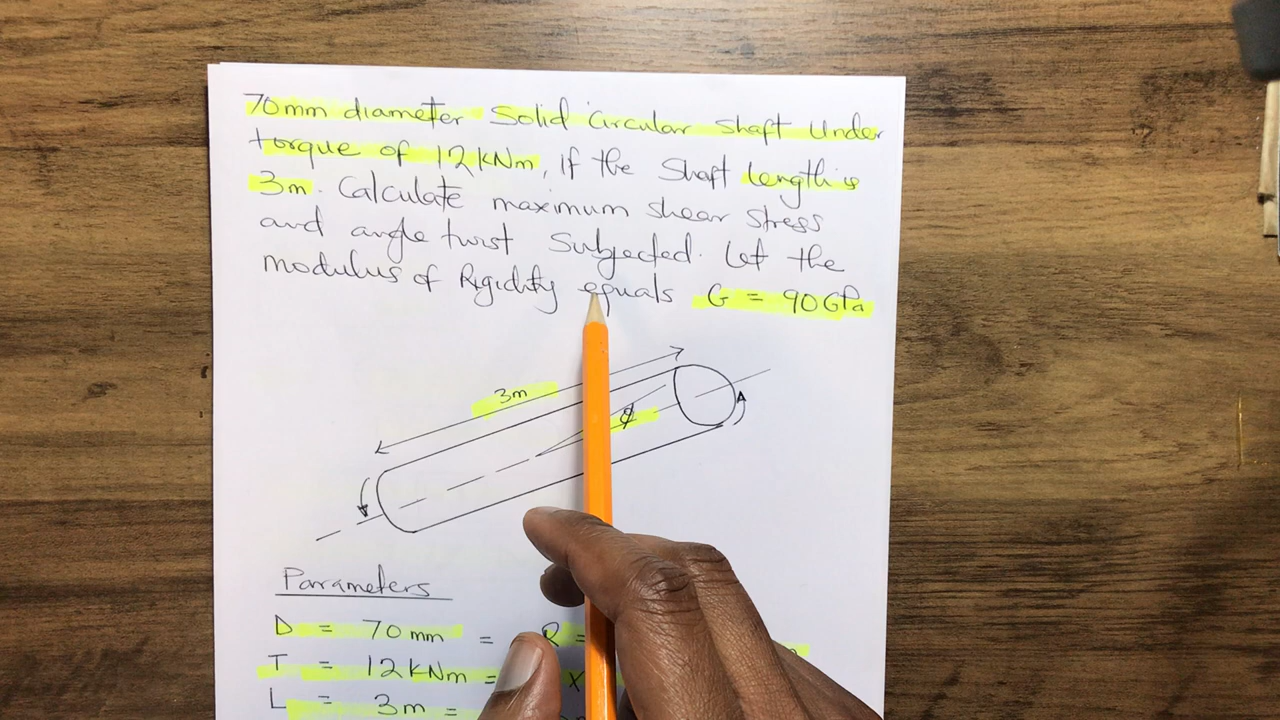 70mm diameter Solid Circular Shaft Under
torque of 12kNm, if the Shaft length is
3m. Calculate maximum shear stress
and angle twist Subjected. Let the
modulus of Rigidity equals G = 90GPa
3m
ϕ
Parameters
D = 70mm = R =
T = 12kNm = X
L = 3m =